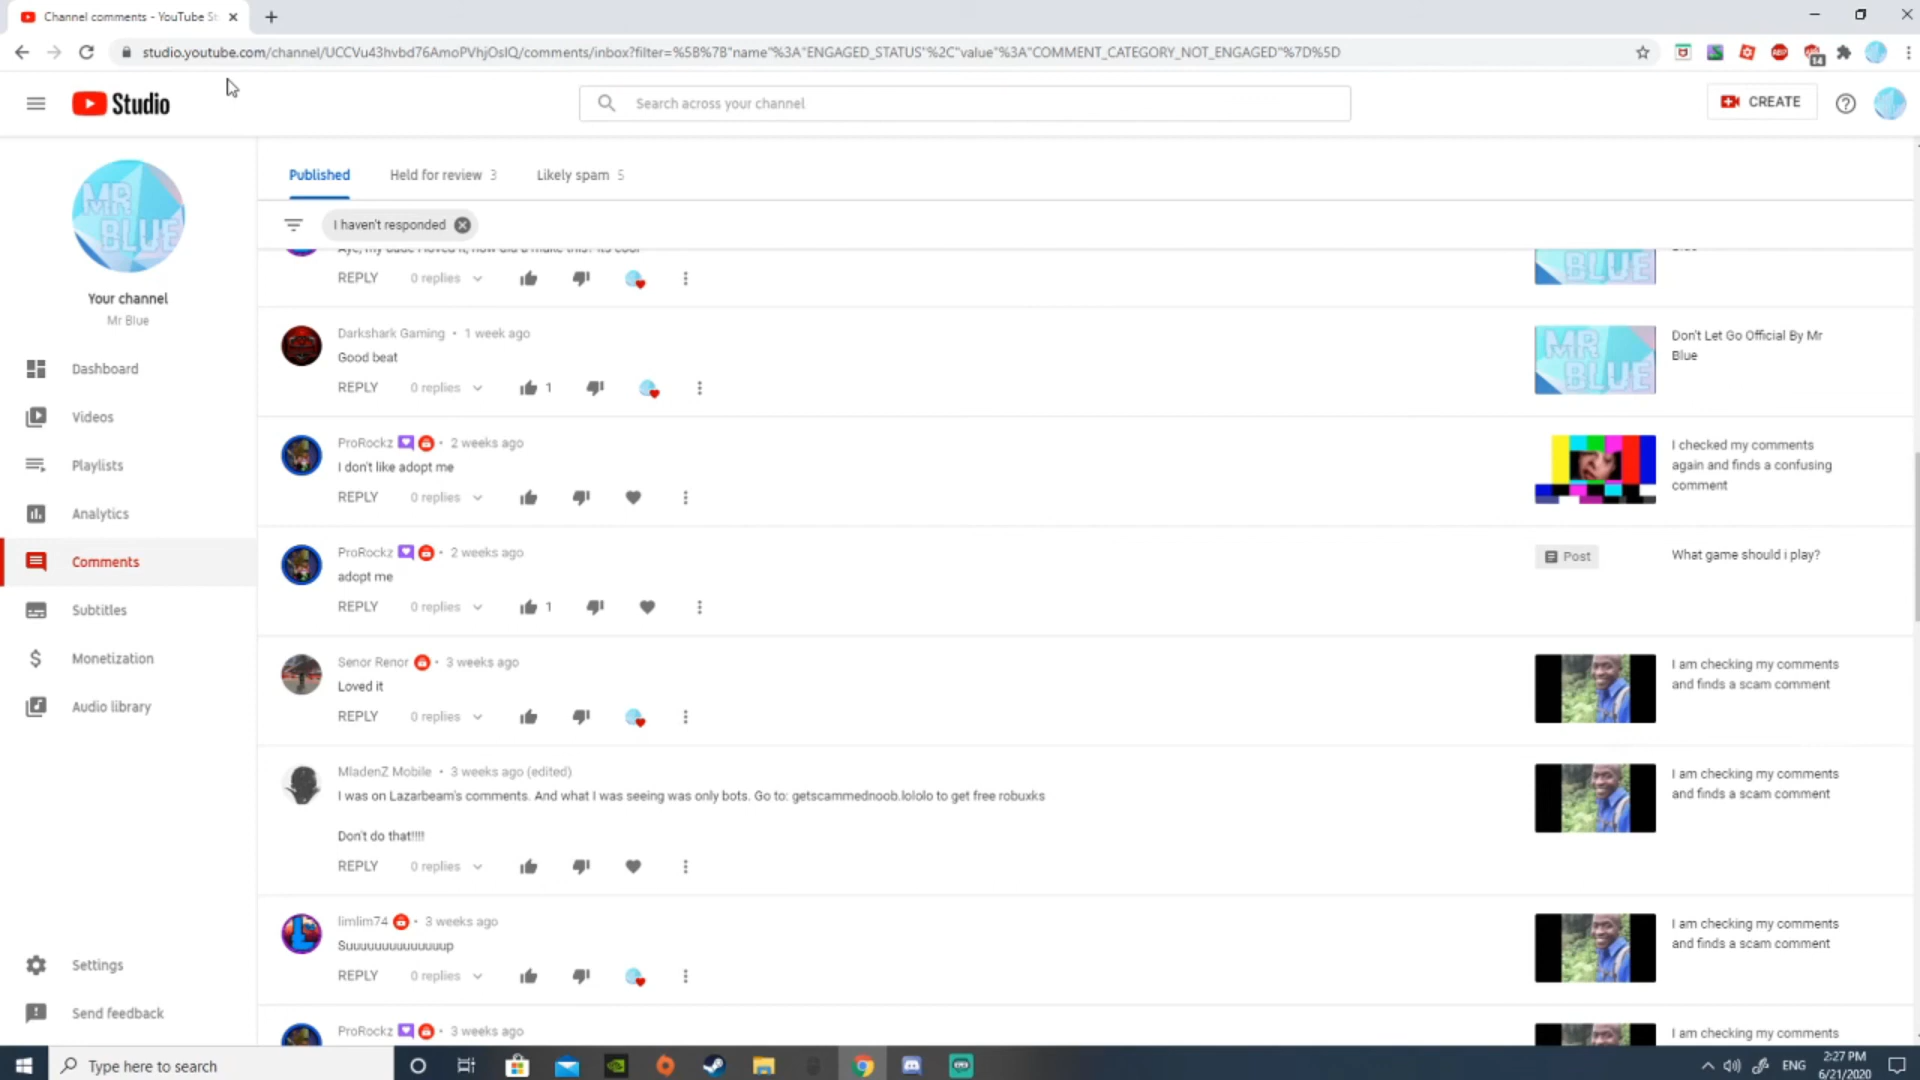 Channel comments - YouTube St
studio.youtube.com/channel/UCCVu43hvbd76AmoPVhjOsIQ/comments/inbox?filter=%5B%7B"name"%3A"ENGAGED_STATUS"%2C"value"%3A"COMMENT_CATEGORY_NOT_ENGAGED"%7D%5D
14
Studio
Search across your channel
CREATE
MR BLUE
Your channel
Mr Blue
Dashboard
Videos
Playlists
Analytics
Comments
Subtitles
Monetization
Audio library
Settings
Send feedback
Published
Held for review 3
Likely spam 5
I haven't responded
REPLY 0 replies
BLUE
Darkshark Gaming • 1 week ago
Good beat
REPLY 0 replies 1
MR BLUE
Don't Let Go Official By Mr
Blue
ProRockz • 2 weeks ago
I don't like adopt me
REPLY 0 replies
I checked my comments
again and finds a confusing
comment
ProRockz • 2 weeks ago
adopt me
REPLY 0 replies 1
Post
What game should i play?
Senor Renor • 3 weeks ago
Loved it
REPLY 0 replies
I am checking my comments
and finds a scam comment
MladenZ Mobile • 3 weeks ago (edited)
I was on Lazarbeam's comments. And what I was seeing was only bots. Go to: getscammednoob.lololo to get free robuxks
Don't do that!!!!
REPLY 0 replies
I am checking my comments
and finds a scam comment
limlim74 • 3 weeks ago
Suuuuuuuuuuuuuup
REPLY 0 replies
I am checking my comments
and finds a scam comment
ProRockz • 3 weeks ago
I am checking my comments
Type here to search
ENG
2:27 PM
6/21/2020